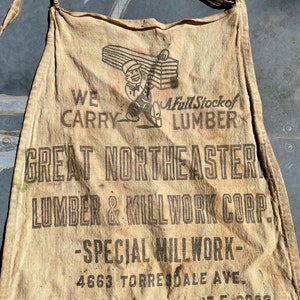 WE A Full Stock of
CARRY LUMBER
GREAT NORTHEASTERN
LUMBER & MILLWORK CORP.
-SPECIAL MILLWORK-
4663 TORRESDALE AVE.